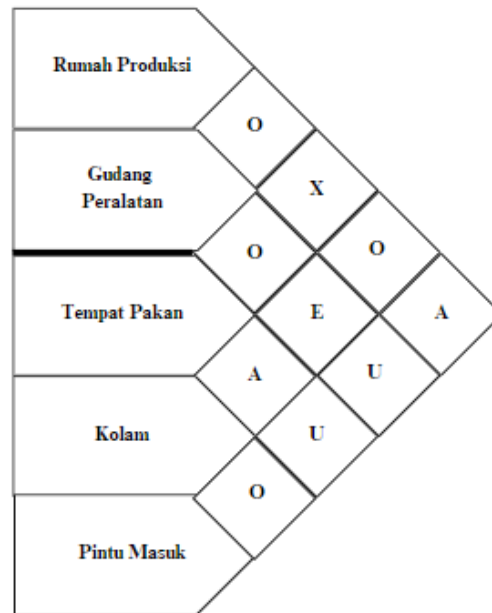 Rumah Produksi
O
Gudang
Peralatan
X
O
O
Tempat Pakan
E
A
A
U
Kolam
U
O
Pintu Masuk